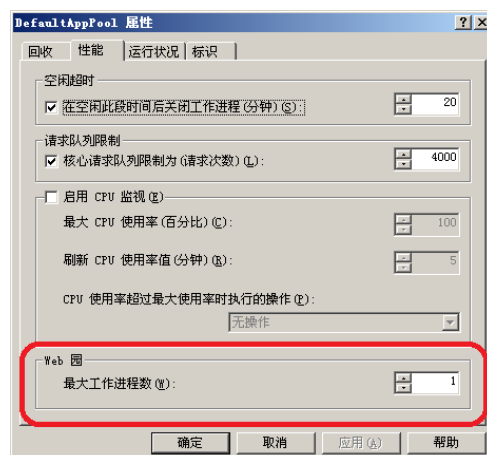 DefaultAppPool 属性
回收 性能 运行状况 标识
空闲超时
在空闲此段时间后关闭工作进程(分钟)(S): 20
请求队列限制
核心请求队列限制为(请求次数)(L): 4000
启用 CPU 监视(E)
最大 CPU 使用率(百分比)(C): 100
刷新 CPU 使用率值(分钟)(R): 5
CPU 使用率超过最大使用率时执行的操作(P):
无操作
Web 园
最大工作进程数(W): 1
确定 取消 应用(A) 帮助